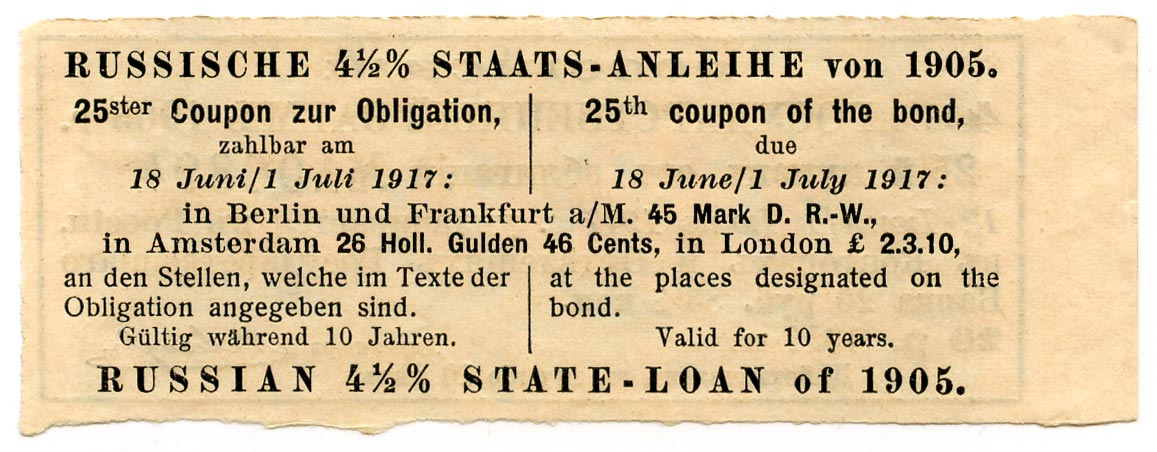 RUSSISCHE 4½% STAATS-ANLEIHE von 1905.
25ster Coupon zur Obligation,
zahlbar am
18 Juni/1 Juli 1917:
25th coupon of the bond,
due
18 June/1 July 1917:
in Berlin und Frankfurt a/M. 45 Mark D. R.-W.,
in Amsterdam 26 Holl. Gulden 46 Cents, in London £ 2.3.10,
an den Stellen, welche im Texte der
Obligation angegeben sind.
Gültig während 10 Jahren.
at the places designated on the
bond.
Valid for 10 years.
RUSSIAN 4½% STATE-LOAN of 1905.